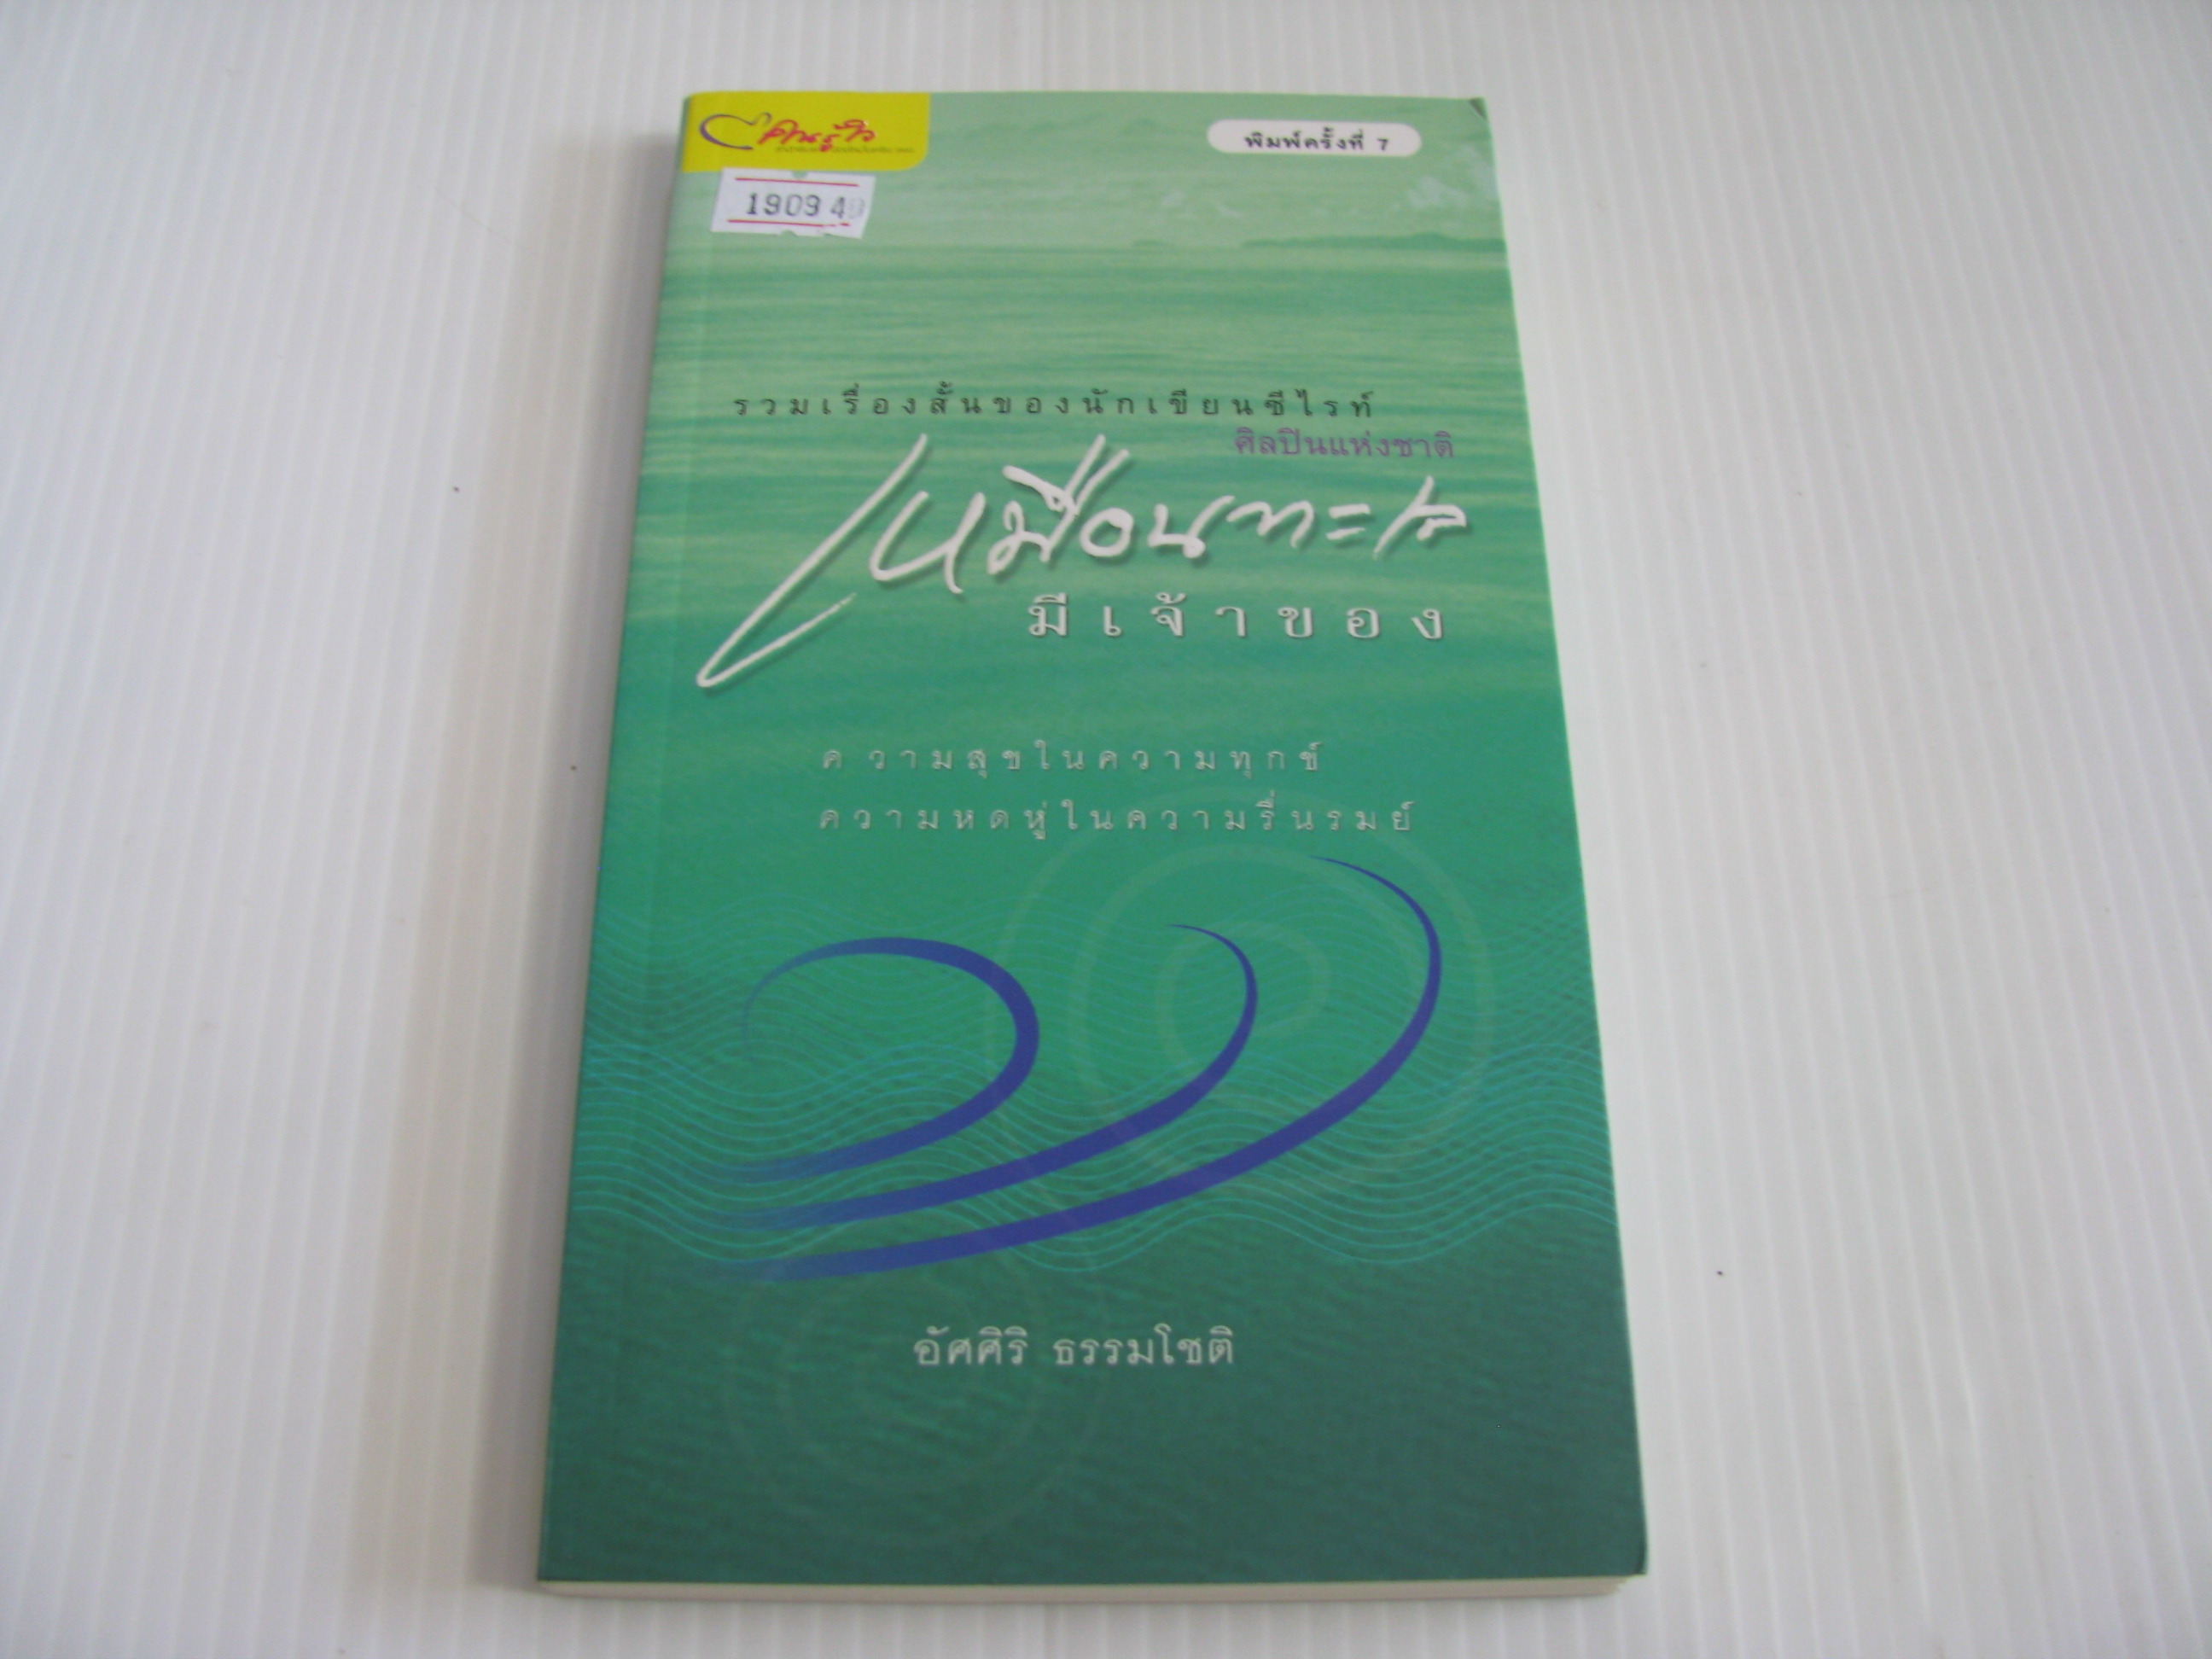 คนรู้ใจ
พิมพ์ครั้งที่ 7
1909 4
รวมเรื่องสั้นของนักเขียนซีไรท์
ศิลปินแห่งชาติ
เหมือนทะเล
มีเจ้าของ
ความสุขในความทุกข์
ความหดหู่ในความรื่นรมย์
อัศศิริ ธรรมโชติ